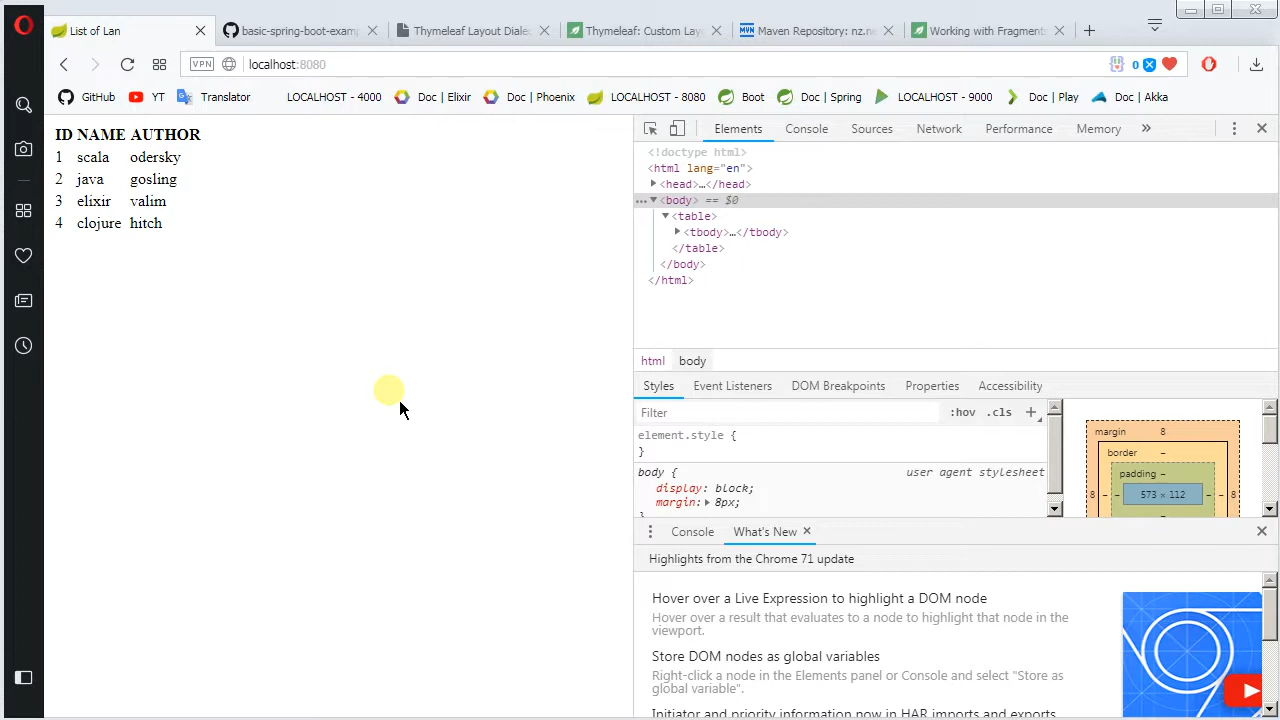 List of Lan
basic-spring-boot-examp
Thymeleaf Layout Dialec
Thymeleaf: Custom Layo
Maven Repository: nz.ne
Working with Fragments
VPN
localhost:8080
0
GitHub
YT
Translator
LOCALHOST - 4000
Doc | Elixir
Doc | Phoenix
LOCALHOST - 8080
Boot
Doc | Spring
LOCALHOST - 9000
Doc | Play
Doc | Akka
ID NAME AUTHOR
1 scala odersky
2 java gosling
3 elixir valim
4 clojure hitch
Elements Console Sources Network Performance Memory »
<!doctype html>
<html lang="en">
<head>…</head>
<body> == $0
<table>
<tbody>…</tbody>
</table>
</body>
</html>
html body
Styles Event Listeners DOM Breakpoints Properties Accessibility
Filter :hov .cls +
element.style {
}
body { user agent stylesheet
display: block;
margin: 8px;
}
margin 8
border –
padding –
8 – – 573 × 112 – – 8
–
Console What's New
Highlights from the Chrome 71 update
Hover over a Live Expression to highlight a DOM node
Hover over a result that evaluates to a node to highlight that node in the
viewport.
Store DOM nodes as global variables
Right-click a node in the Elements panel or Console and select "Store as
global variable".
Initiator and priority information now in HAR imports and exports